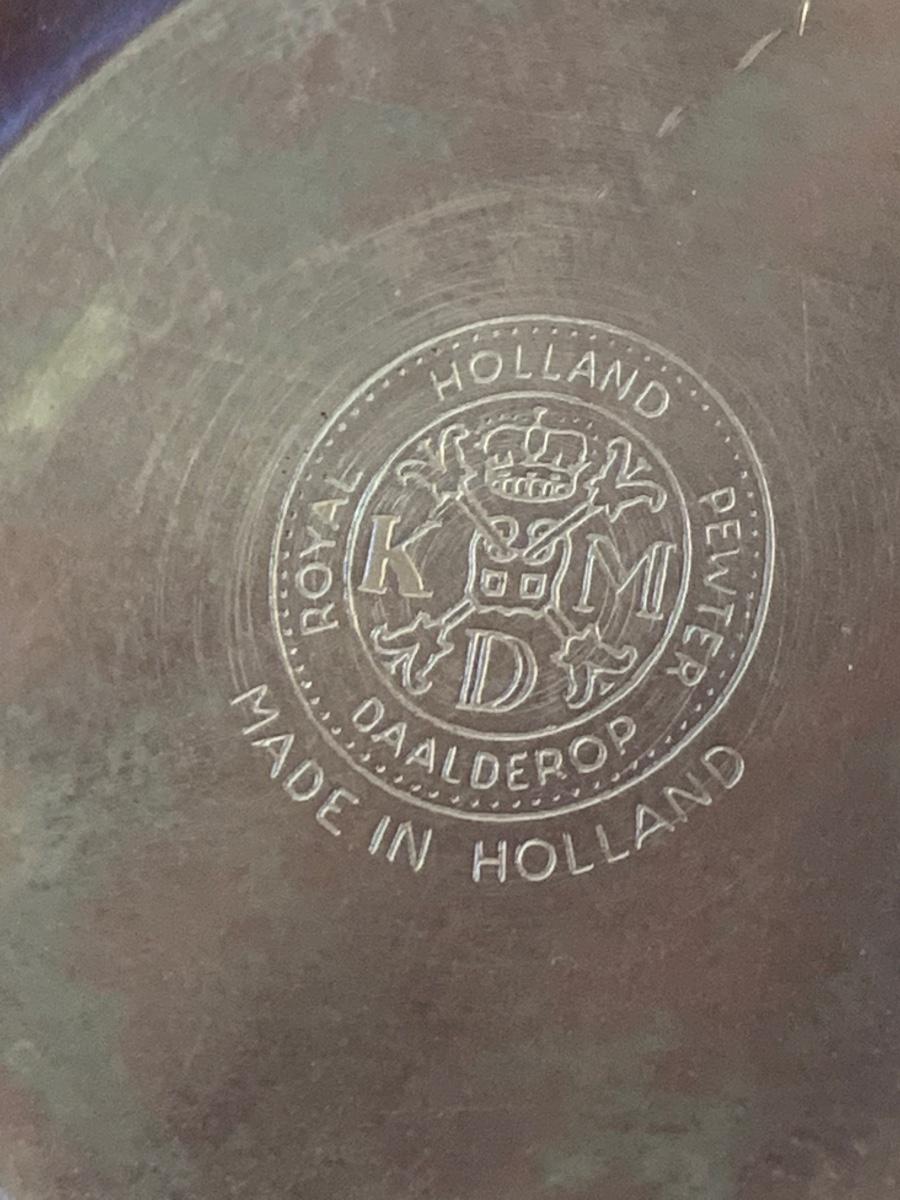 ROYAL HOLLAND PEWTER
DAALDEROP
K M
D
MADE IN HOLLAND